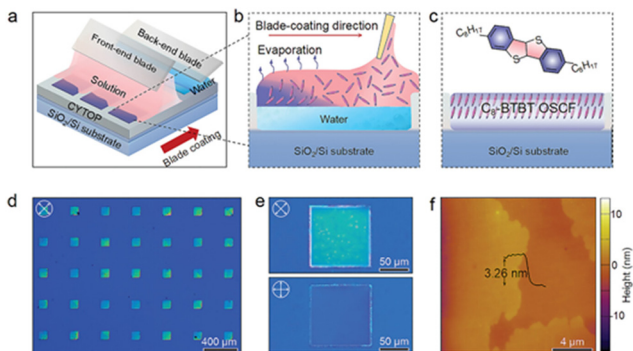 a
Front-end blade
Back-end blade
Solution
Water
CYTOP
SiO₂/Si substrate
Blade coating
b
Blade-coating direction
Evaporation
Water
SiO₂/Si substrate
c
C₈H₁₇
S
S
C₈H₁₇
C₈-BTBT OSCF
SiO₂/Si substrate
d
400 μm
e
50 μm
50 μm
f
3.26 nm
4 μm
10
0
-10
Height (nm)